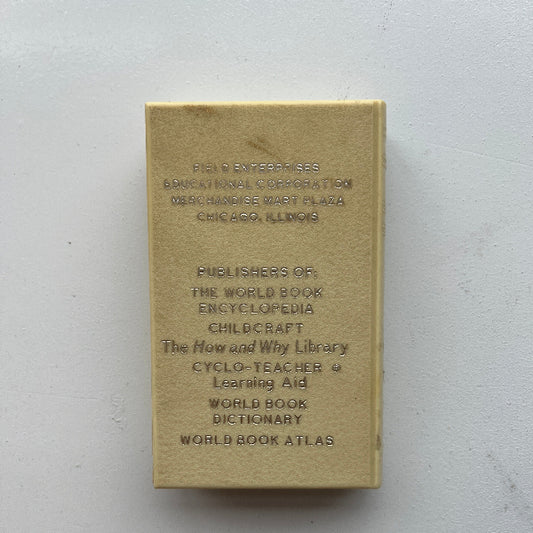 FIELD ENTERPRISES
EDUCATIONAL CORPORATION
MERCHANDISE MART PLAZA
CHICAGO, ILLINOIS
PUBLISHERS OF:
THE WORLD BOOK
ENCYCLOPEDIA
CHILDCRAFT
The How and Why Library
CYCLO-TEACHER ®
Learning Aid
WORLD BOOK
DICTIONARY
WORLD BOOK ATLAS